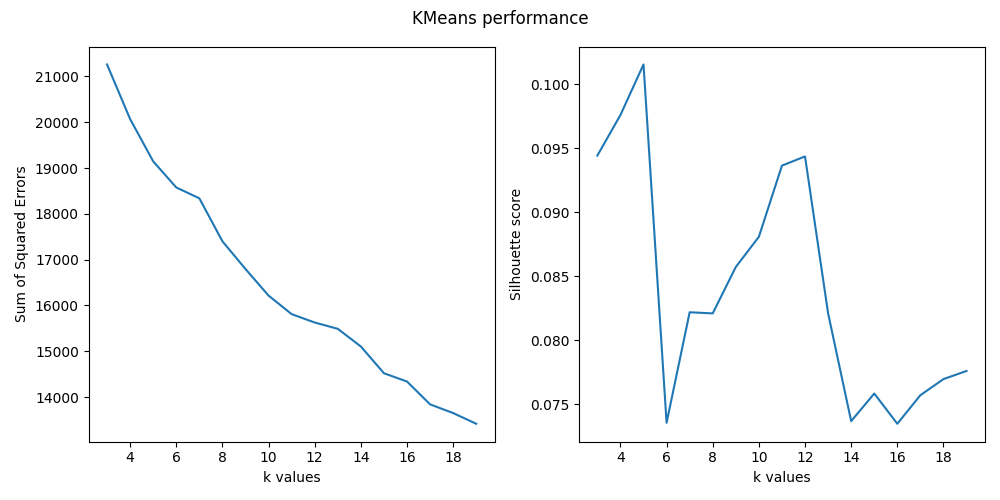 KMeans performance
Sum of Squared Errors
21000
20000
19000
18000
17000
16000
15000
14000
4 6 8 10 12 14 16 18
k values
Silhouette score
0.100
0.095
0.090
0.085
0.080
0.075
4 6 8 10 12 14 16 18
k values